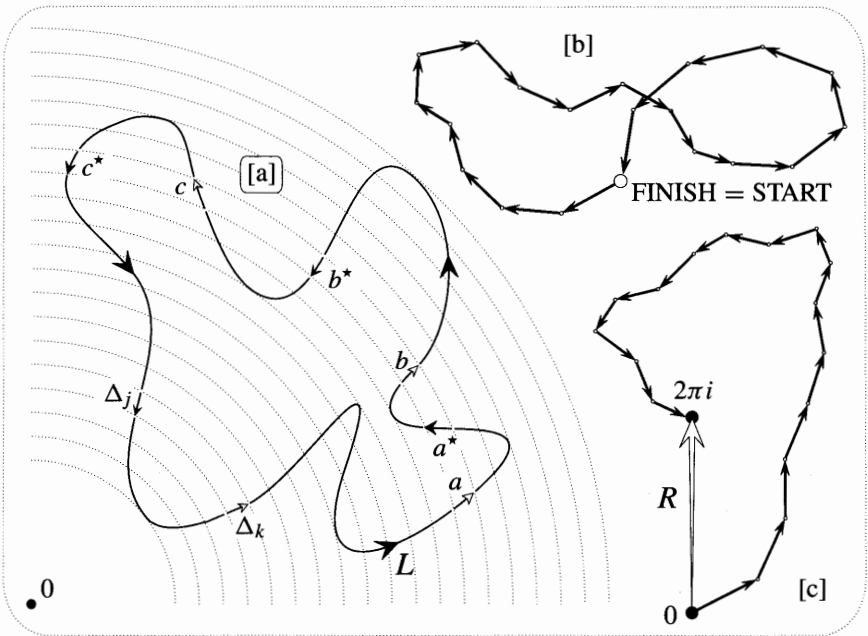 [b]
c★
c
[a]
FINISH = START
b★
b
2πi
Δj
a★
a
R
Δk
L
0
[c]
0